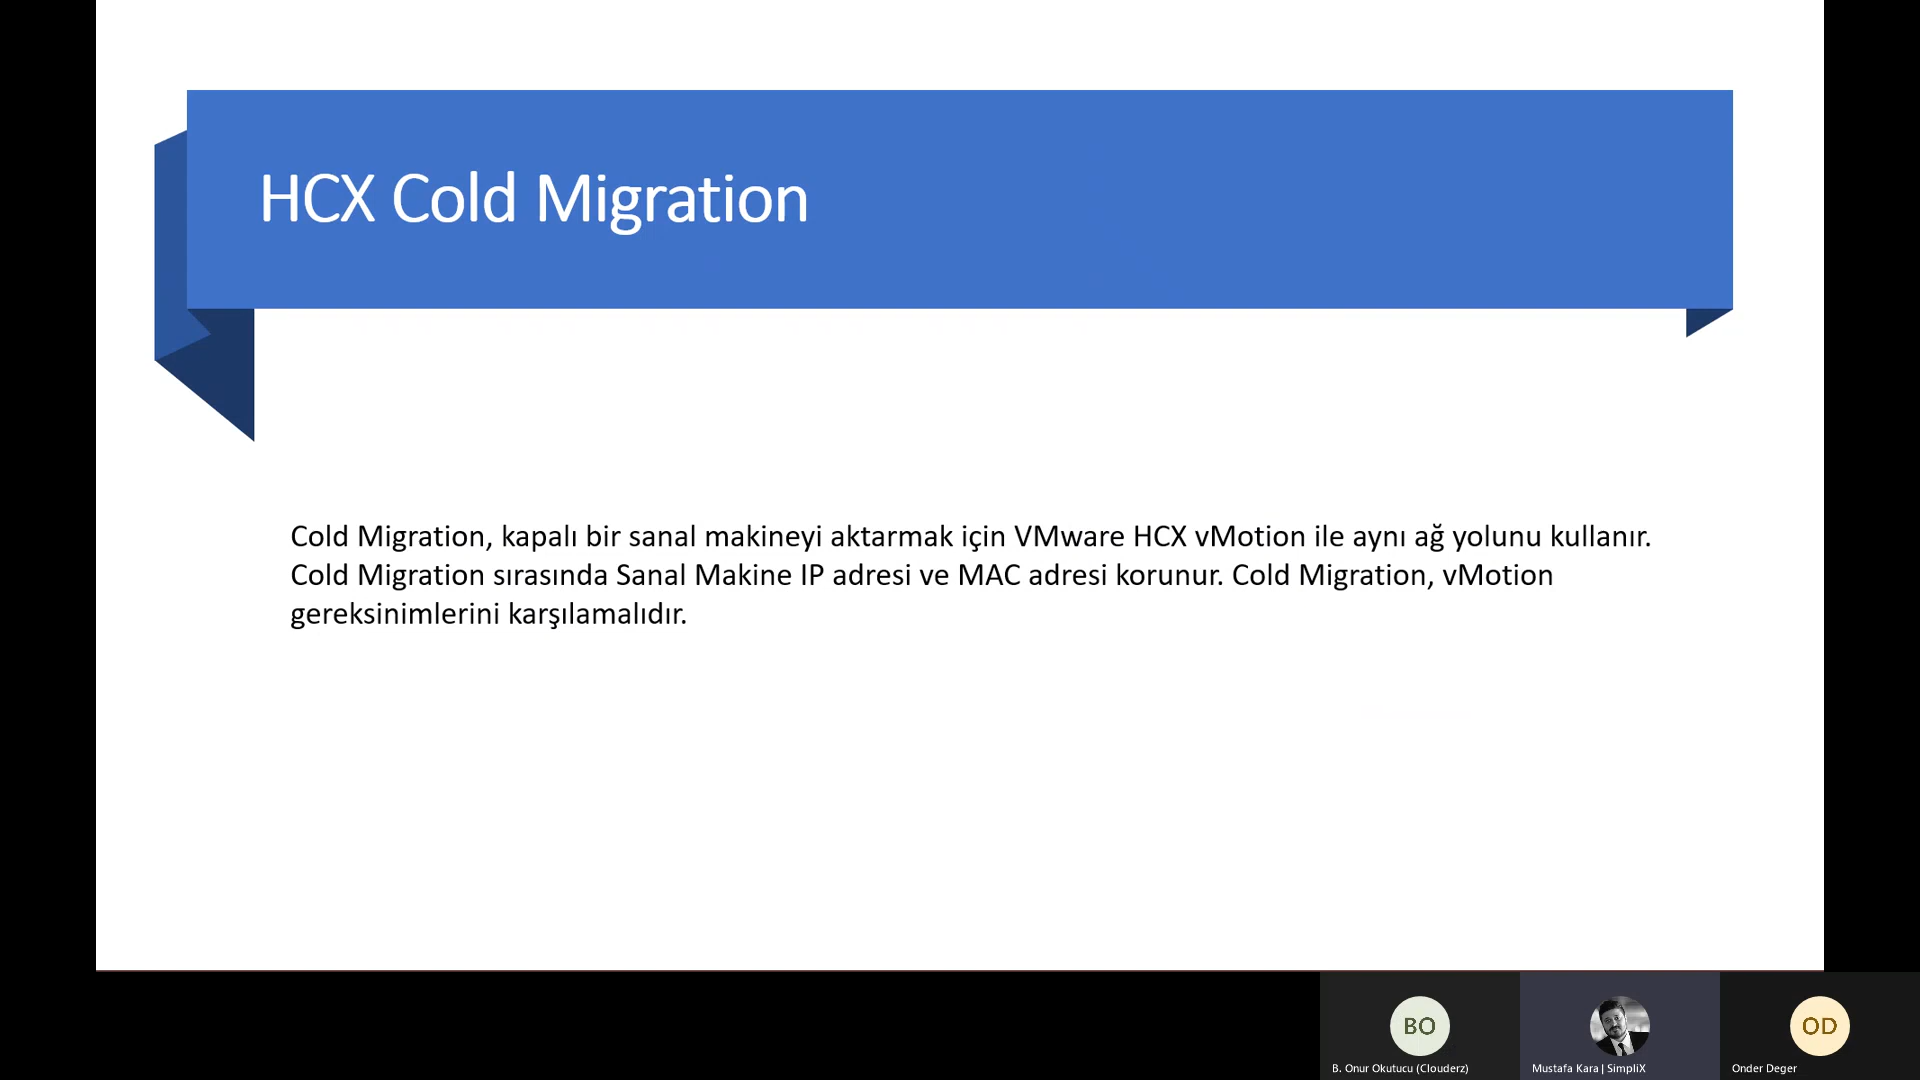 HCX Cold Migration
Cold Migration, kapalı bir sanal makineyi aktarmak için VMware HCX vMotion ile aynı ağ yolunu kullanır.
Cold Migration sırasında Sanal Makine IP adresi ve MAC adresi korunur. Cold Migration, vMotion
gereksinimlerini karşılamalıdır.
BO
OD
B. Onur Okutucu (Clouderz)
Mustafa Kara | SimpliX
Onder Deger